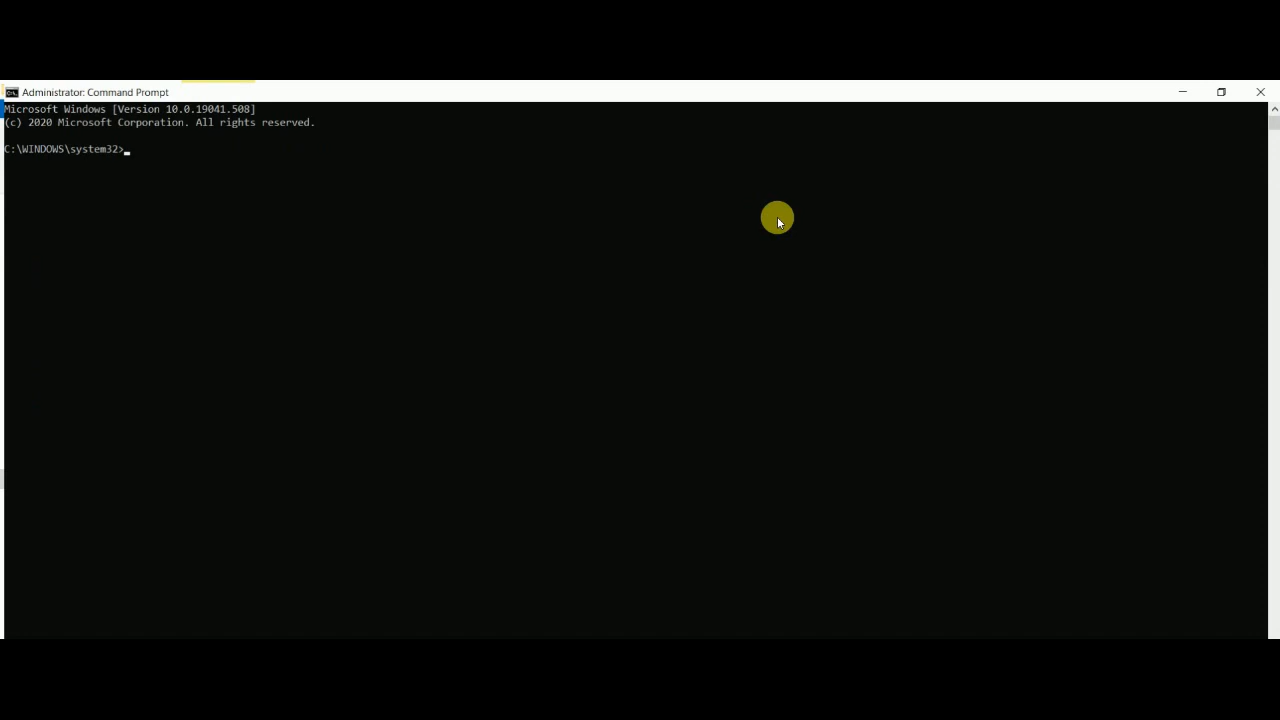 Administrator: Command Prompt
Microsoft Windows [Version 10.0.19041.508]
(c) 2020 Microsoft Corporation. All rights reserved.
C:\WINDOWS\system32>